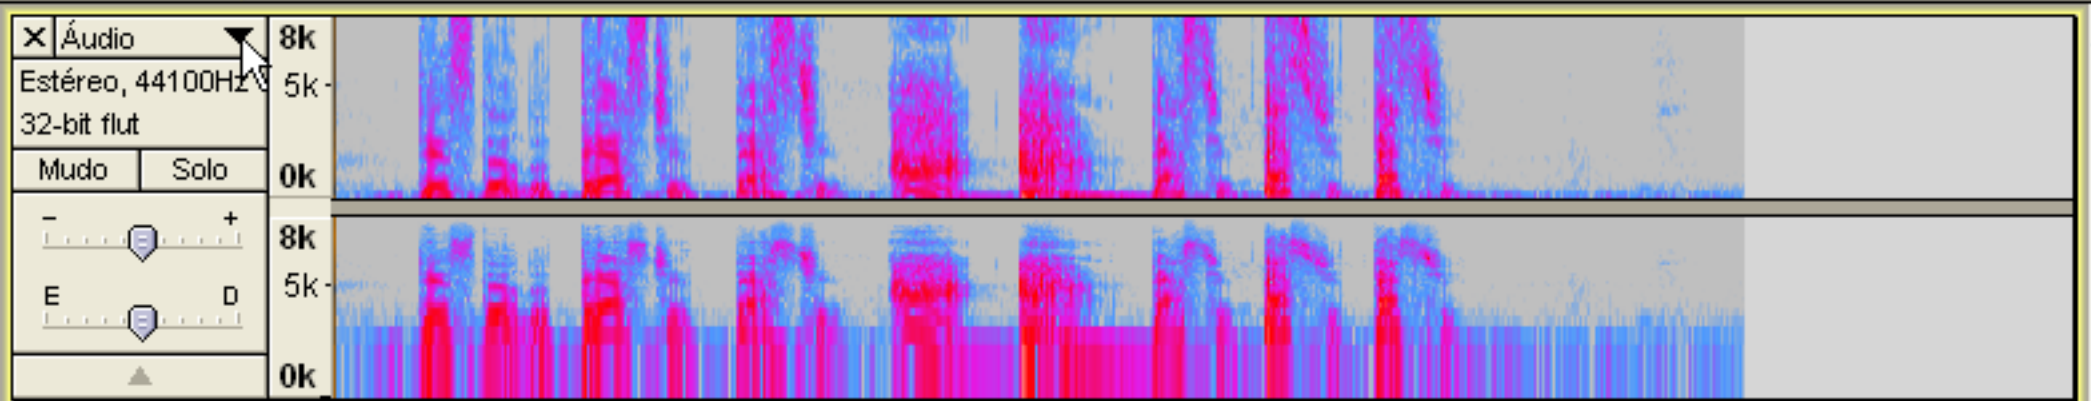 X Áudio
Estéreo, 44100Hz
32-bit flut
Mudo Solo
- +
E D
8k
5k-
0k
8k
5k-
0k